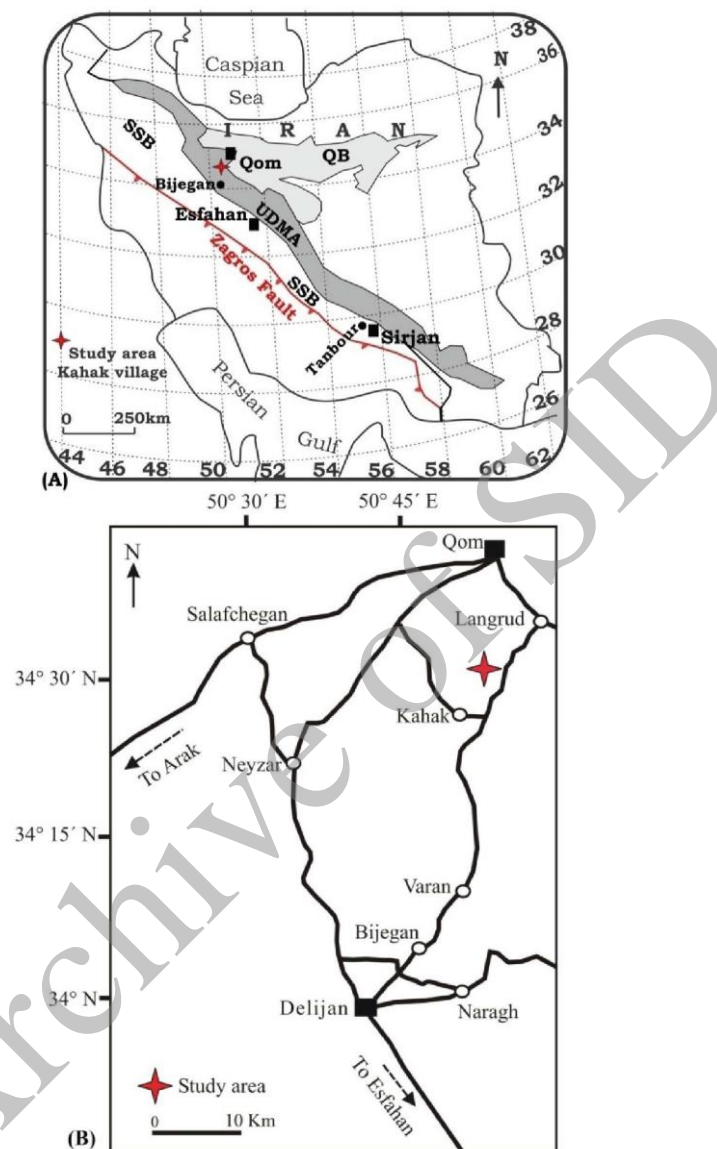 38
36
34
32
30
28
26
Caspian
Sea
N
I R A N
SSB
QB
Qom
Bijegan
Esfahan
UDMA
Zagros Fault
SSB
Tanbour
Sirjan
Study area
Kahak village
0 250km
Persian
Gulf
44 46 48 50 52 54 56 58 60 62
(A)
50° 30´ E 50° 45´ E
N
Qom
Salafchegan
Langrud
34° 30´ N
Kahak
To Arak
Neyzar
34° 15´ N
Varan
Bijegan
34° N
Delijan
Naragh
To Esfahan
Study area
0 10 Km
(B)
Archive of SID